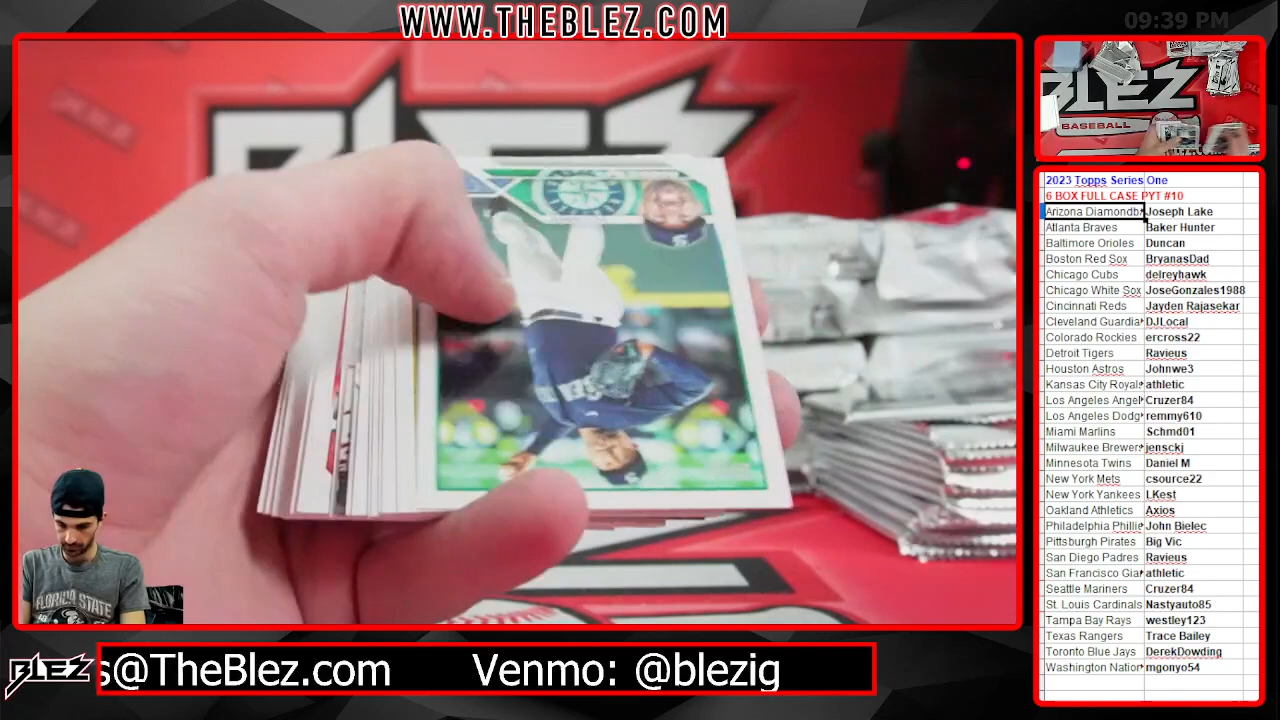 WWW.THEBLEZ.COM
09:39 PM
BLEZ
BLEZ
BASEBALL
2023 Topps Series One
6 BOX FULL CASE PYT #10
Arizona Diamondb Joseph Lake
Atlanta Braves Baker Hunter
Baltimore Orioles Duncan
Boston Red Sox BryanasDad
Chicago Cubs delreyhawk
Chicago White Sox JoseGonzales1988
Cincinnati Reds Jayden Rajasekar
Cleveland Guardia DJLocal
Colorado Rockies ercross22
Detroit Tigers Ravieus
Houston Astros Johnwe3
Kansas City Royal athletic
Los Angeles Angel Cruzer84
Los Angeles Dodg remmy610
Miami Marlins Schmd01
Milwaukee Brewer jensckj
Minnesota Twins Daniel M
New York Mets csource22
New York Yankees LKest
Oakland Athletics Axios
Philadelphia Phillie John Bielec
Pittsburgh Pirates Big Vic
San Diego Padres Ravieus
San Francisco Gia athletic
Seattle Mariners Cruzer84
St. Louis Cardinals Nastyauto85
Tampa Bay Rays westley123
Texas Rangers Trace Bailey
Toronto Blue Jays DerekDowding
Washington Nation mgonyo54
FLORIDA STATE
BLEZ
s@TheBlez.com Venmo: @blezig